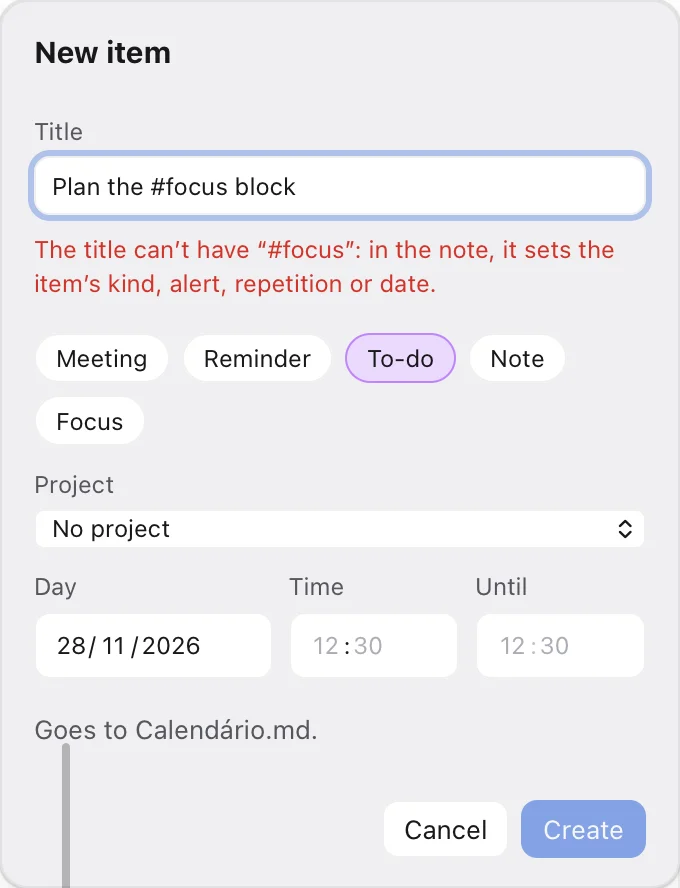 New item
Title
Plan the #focus block
The title can’t have “#focus”: in the note, it sets the
item’s kind, alert, repetition or date.
Meeting Reminder To-do Note
Focus
Project
No project
Day Time Until
28/11/2026 12:30 12:30
Goes to Calendário.md.
Cancel Create